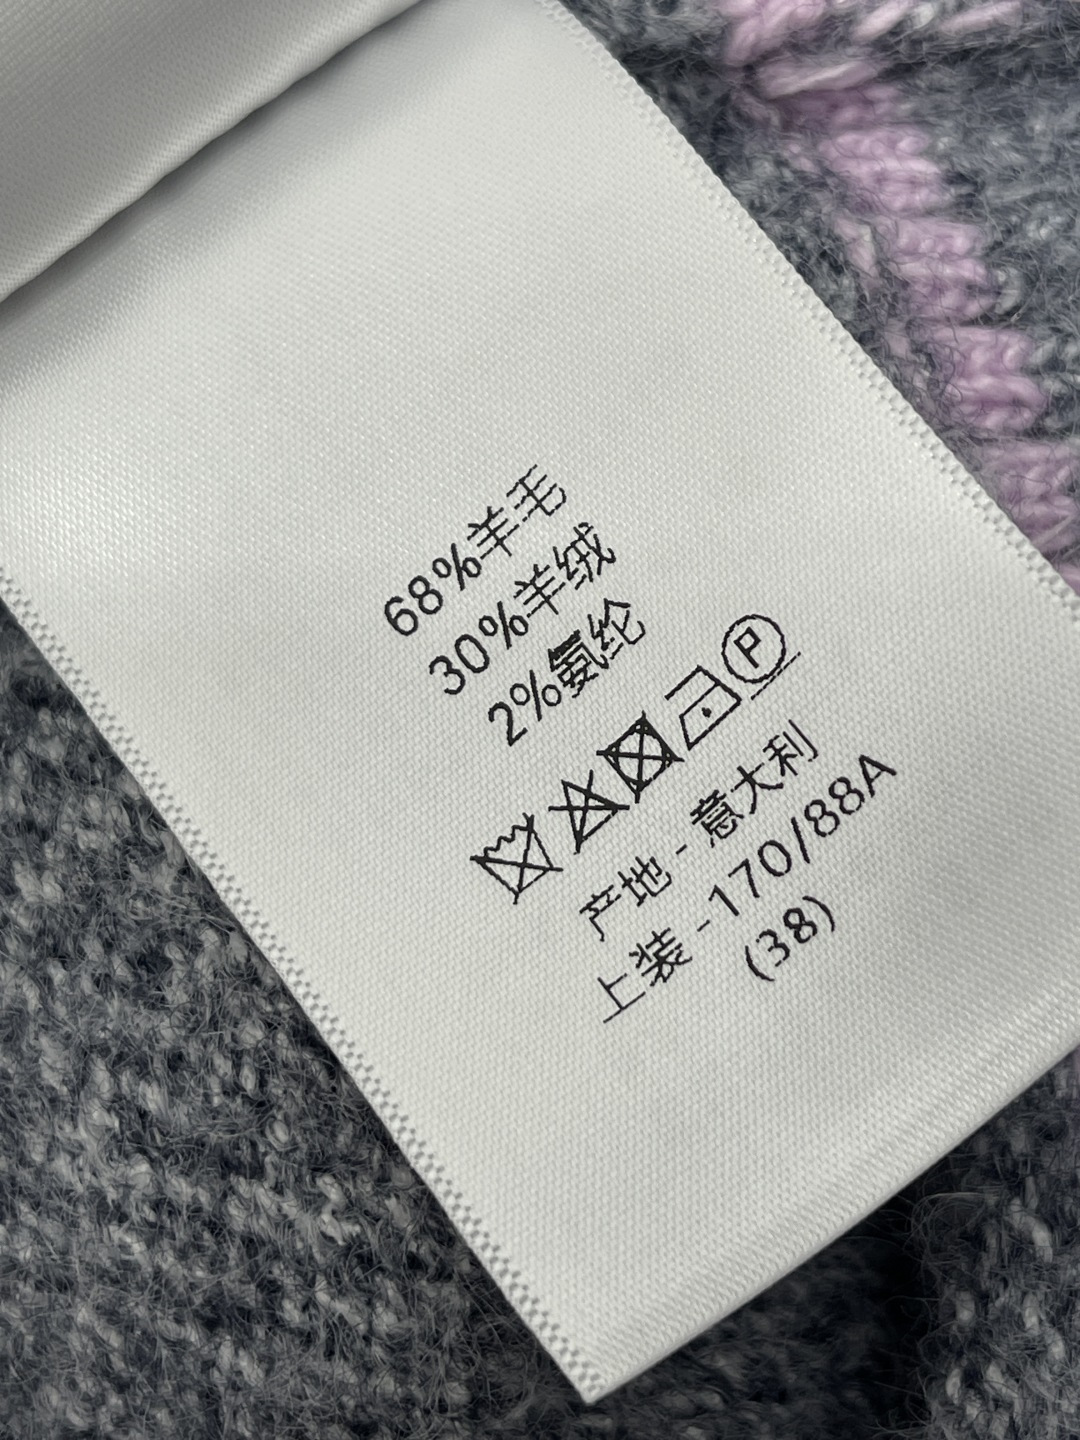 68%羊毛
30%羊绒
2%氨纶
P
产地 - 意大利
上装 -170/88A
(38)